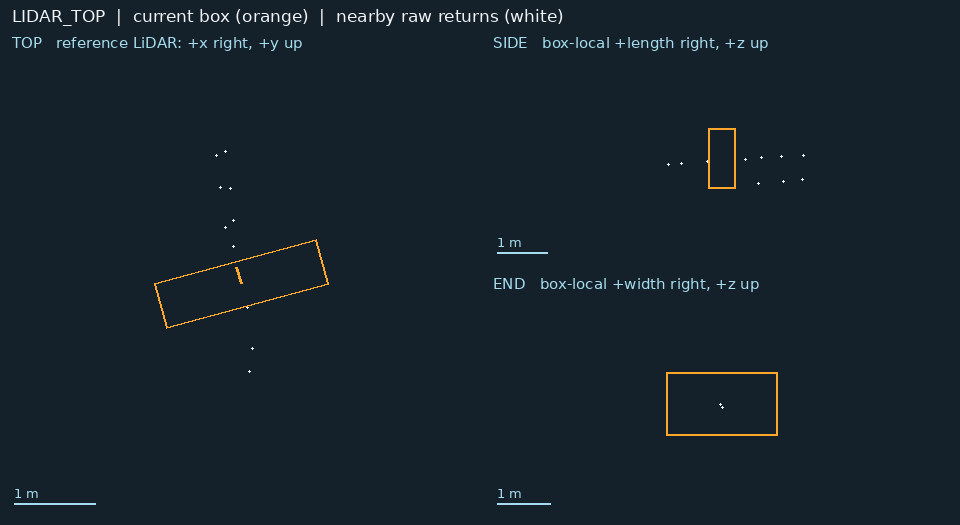 LIDAR_TOP  |  current box (orange)  |  nearby raw returns (white)
TOP   reference LiDAR: +x right, +y up
SIDE   box-local +length right, +z up
1 m
END   box-local +width right, +z up
1 m
1 m